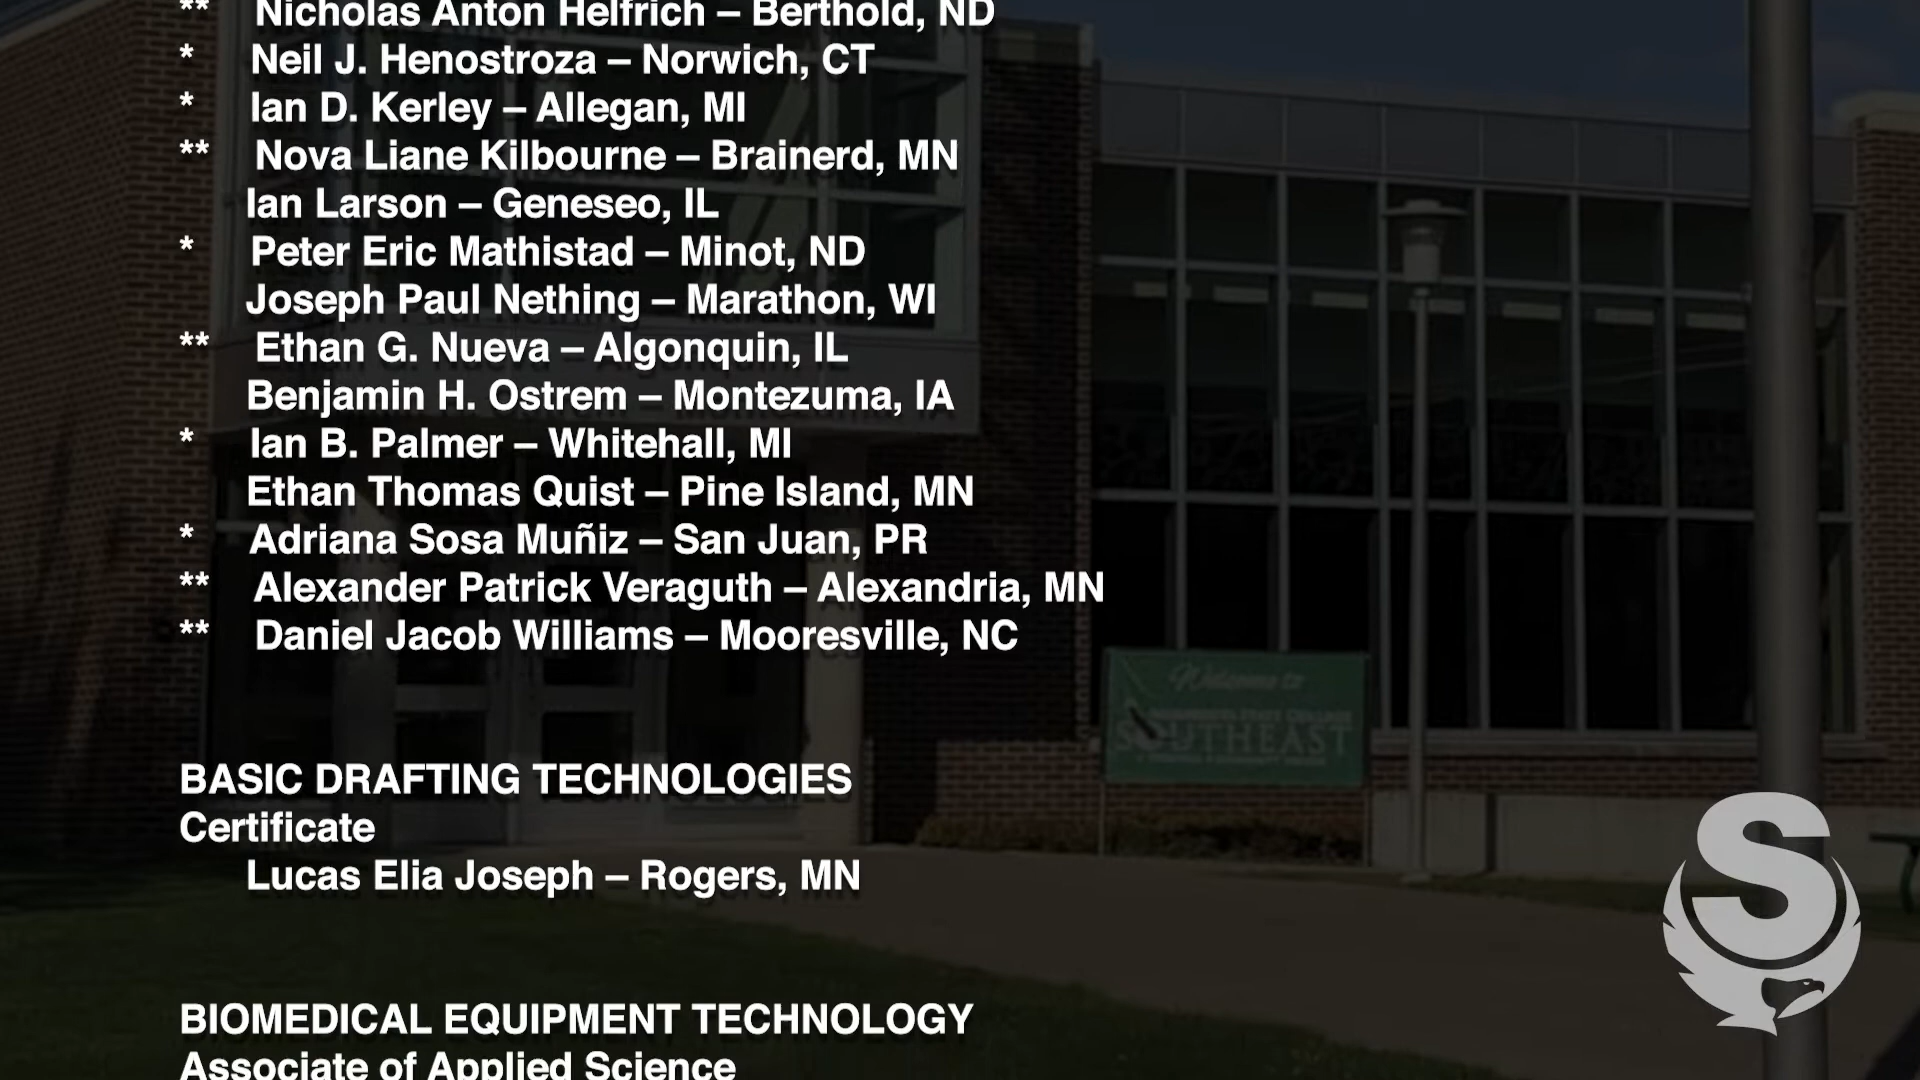 ** Nicholas Anton Helfrich – Berthold, ND
* Neil J. Henostroza – Norwich, CT
* Ian D. Kerley – Allegan, MI
** Nova Liane Kilbourne – Brainerd, MN
Ian Larson – Geneseo, IL
* Peter Eric Mathistad – Minot, ND
Joseph Paul Nething – Marathon, WI
** Ethan G. Nueva – Algonquin, IL
Benjamin H. Ostrem – Montezuma, IA
* Ian B. Palmer – Whitehall, MI
Ethan Thomas Quist – Pine Island, MN
* Adriana Sosa Muñiz – San Juan, PR
** Alexander Patrick Veraguth – Alexandria, MN
** Daniel Jacob Williams – Mooresville, NC
BASIC DRAFTING TECHNOLOGIES
Certificate
Lucas Elia Joseph – Rogers, MN
BIOMEDICAL EQUIPMENT TECHNOLOGY
Associate of Applied Science
Welcome to
SOUTHEAST
S